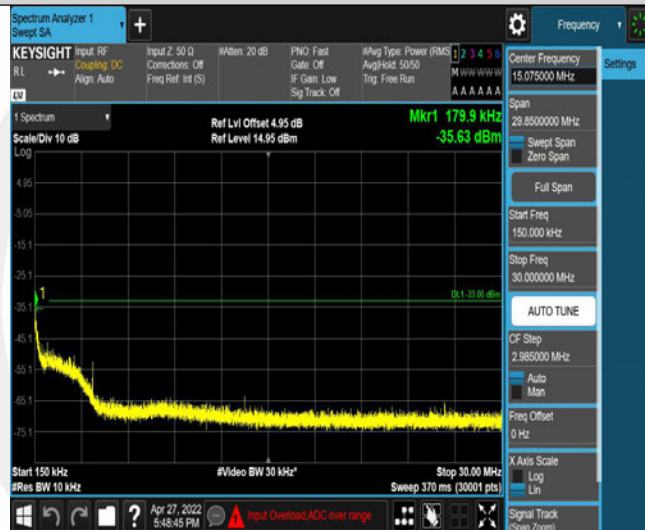 Spectrum Analyzer 1
Swept SA
+
Frequency
KEYSIGHT
RL
LXI
Input: RF
Coupling: DC
Align: Auto
Input Z: 50 Ω
Corrections: Off
Freq Ref: Int (S)
#Atten: 20 dB
PNO: Fast
Gate: Off
IF Gain: Low
Sig Track: Off
#Avg Type: Power (RMS
Avg|Hold: 50/50
Trig: Free Run
1 2 3 4 5 6
M W W W W W
A A A A A A
1 Spectrum
Scale/Div 10 dB
Log
Ref Lvl Offset 4.95 dB
Ref Level 14.95 dBm
Mkr1 179.9 kHz
-35.63 dBm
4.95
-5.05
-15.1
-25.1
-35.1
-45.1
-55.1
-65.1
-75.1
1
DL1 -33.00 dBm
Start 150 kHz
#Res BW 10 kHz
#Video BW 30 kHz*
Stop 30.00 MHz
Sweep 370 ms (30001 pts)
?
Apr 27, 2022
5:48:45 PM
Input Overload;ADC over range
Center Frequency
15.075000 MHz
Settings
Span
29.8500000 MHz
Swept Span
Zero Span
Full Span
Start Freq
150.000 kHz
Stop Freq
30.000000 MHz
AUTO TUNE
CF Step
2.985000 MHz
Auto
Man
Freq Offset
0 Hz
X Axis Scale
Log
Lin
Signal Track
(Span Zoom)